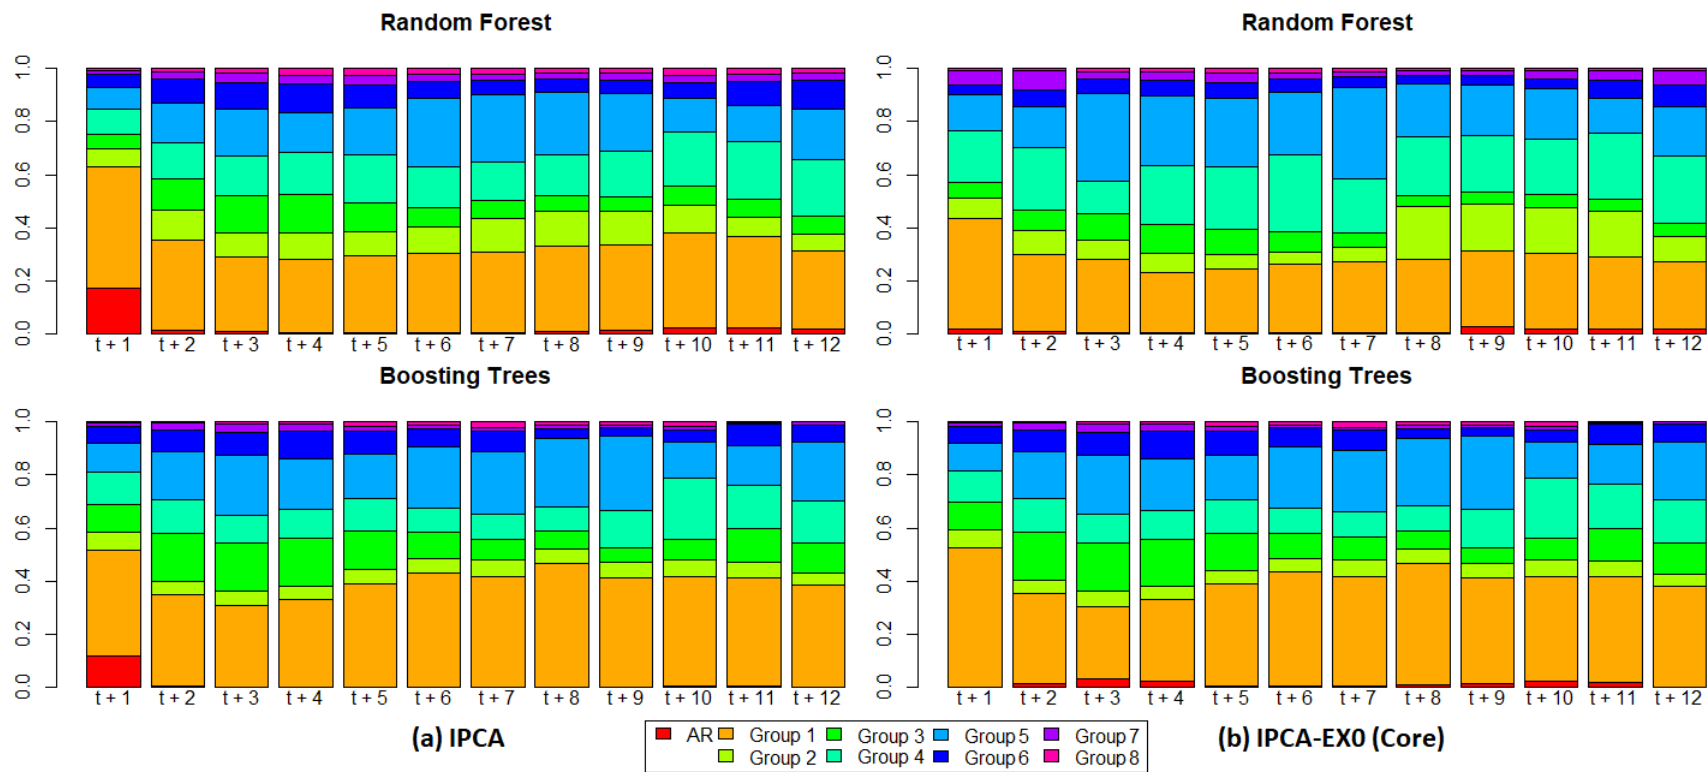 Random Forest
1.0
0.8
0.6
0.4
0.2
0.0
t + 1 t + 2 t + 3 t + 4 t + 5 t + 6 t + 7 t + 8 t + 9 t + 10 t + 11 t + 12
Random Forest
1.0
0.8
0.6
0.4
0.2
0.0
t + 1 t + 2 t + 3 t + 4 t + 5 t + 6 t + 7 t + 8 t + 9 t + 10 t + 11 t + 12
Boosting Trees
1.0
0.8
0.6
0.4
0.2
0.0
t + 1 t + 2 t + 3 t + 4 t + 5 t + 6 t + 7 t + 8 t + 9 t + 10 t + 11 t + 12
Boosting Trees
1.0
0.8
0.6
0.4
0.2
0.0
t + 1 t + 2 t + 3 t + 4 t + 5 t + 6 t + 7 t + 8 t + 9 t + 10 t + 11 t + 12
(a) IPCA
AR Group 1 Group 3 Group 5 Group 7
Group 2 Group 4 Group 6 Group 8
(b) IPCA-EX0 (Core)